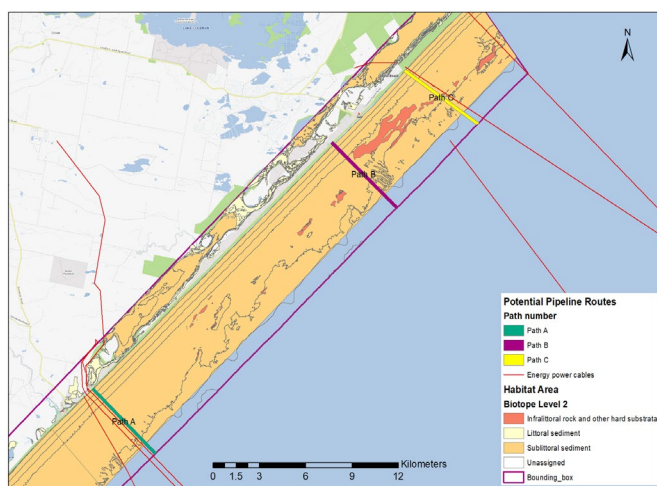 N
Path C
Path B
Path A
Kilometers
0 1.5 3 6 9 12
Potential Pipeline Routes
Path number
Path A
Path B
Path C
Energy power cables
Habitat Area
Biotope Level 2
Infralittoral rock and other hard substrata
Littoral sediment
Sublittoral sediment
Unassigned
Bounding_box